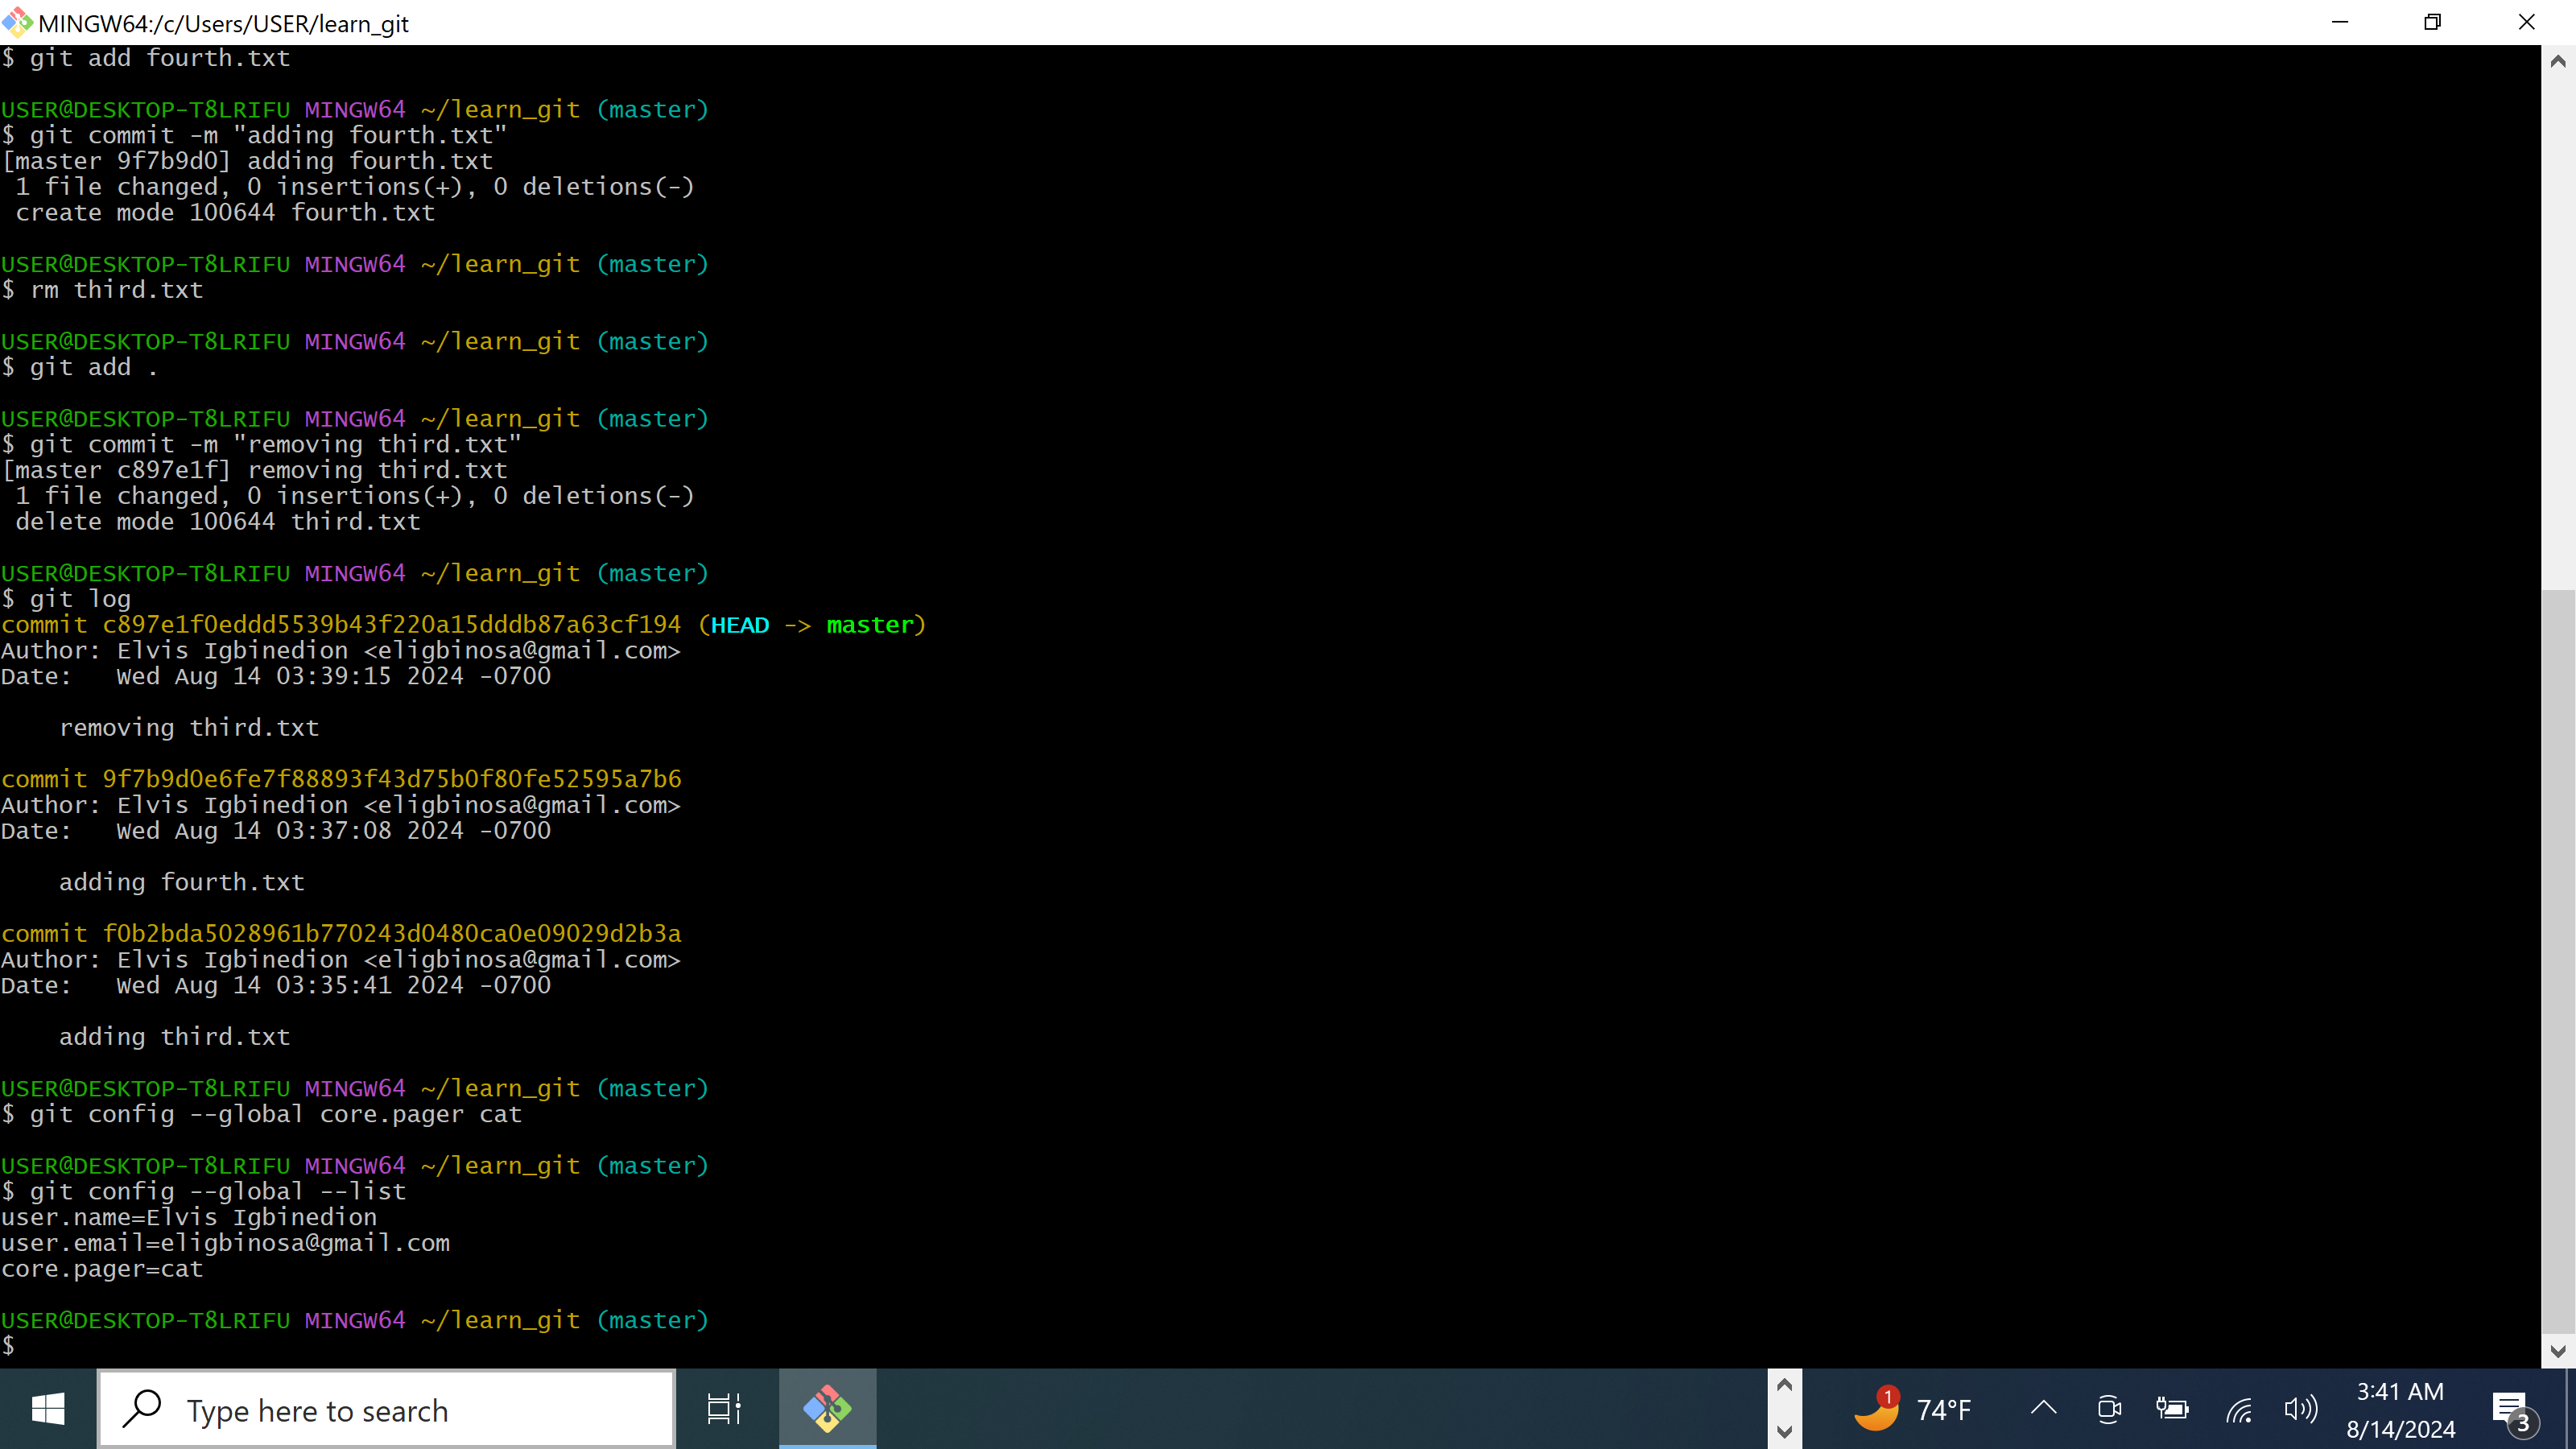 MINGW64:/c/Users/USER/learn_git
$ git add fourth.txt
USER@DESKTOP-T8LRIFU MINGW64 ~/learn_git (master)
$ git commit -m "adding fourth.txt"
[master 9f7b9d0] adding fourth.txt
 1 file changed, 0 insertions(+), 0 deletions(-)
 create mode 100644 fourth.txt
USER@DESKTOP-T8LRIFU MINGW64 ~/learn_git (master)
$ rm third.txt
USER@DESKTOP-T8LRIFU MINGW64 ~/learn_git (master)
$ git add .
USER@DESKTOP-T8LRIFU MINGW64 ~/learn_git (master)
$ git commit -m "removing third.txt"
[master c897e1f] removing third.txt
 1 file changed, 0 insertions(+), 0 deletions(-)
 delete mode 100644 third.txt
USER@DESKTOP-T8LRIFU MINGW64 ~/learn_git (master)
$ git log
commit c897e1f0eddd5539b43f220a15dddb87a63cf194 (HEAD -> master)
Author: Elvis Igbinedion <eligbinosa@gmail.com>
Date:   Wed Aug 14 03:39:15 2024 -0700
    removing third.txt
commit 9f7b9d0e6fe7f88893f43d75b0f80fe52595a7b6
Author: Elvis Igbinedion <eligbinosa@gmail.com>
Date:   Wed Aug 14 03:37:08 2024 -0700
    adding fourth.txt
commit f0b2bda5028961b770243d0480ca0e09029d2b3a
Author: Elvis Igbinedion <eligbinosa@gmail.com>
Date:   Wed Aug 14 03:35:41 2024 -0700
    adding third.txt
USER@DESKTOP-T8LRIFU MINGW64 ~/learn_git (master)
$ git config --global core.pager cat
USER@DESKTOP-T8LRIFU MINGW64 ~/learn_git (master)
$ git config --global --list
user.name=Elvis Igbinedion
user.email=eligbinosa@gmail.com
core.pager=cat
USER@DESKTOP-T8LRIFU MINGW64 ~/learn_git (master)
$
Type here to search
1
74°F
3:41 AM
8/14/2024
3